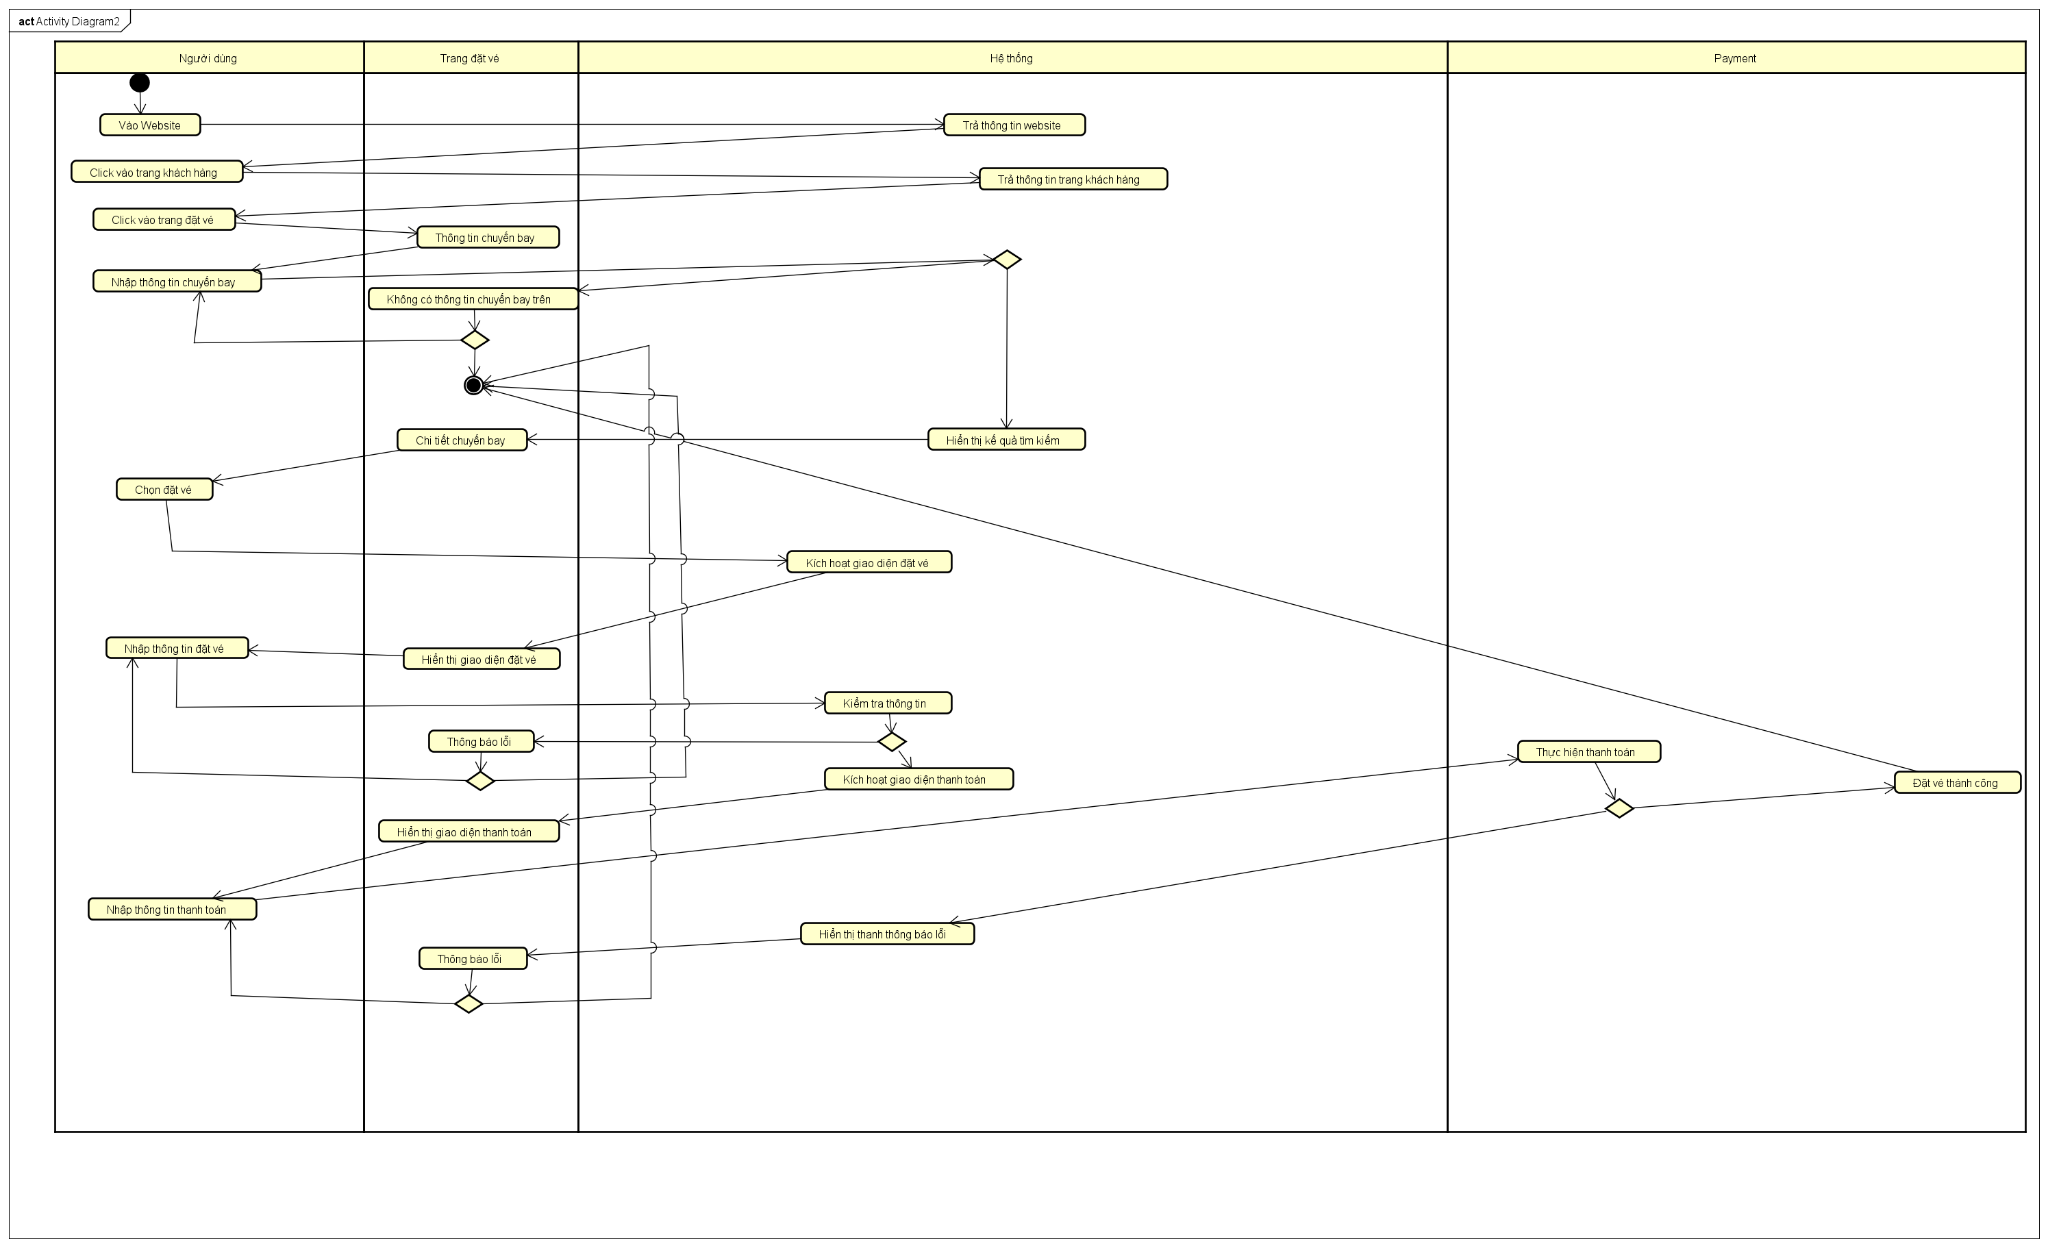 act Activity Diagram2
Người dùng
Trang đặt vé
Hệ thống
Payment
Vào Website
Trả thông tin website
Click vào trang khách hàng
Trả thông tin trang khách hàng
Click vào trang đặt vé
Thông tin chuyến bay
Nhập thông tin chuyến bay
Không có thông tin chuyến bay trên
Chi tiết chuyến bay
Hiển thị kế quả tìm kiếm
Chọn đặt vé
Kích hoat giao diện đặt vé
Nhập thông tin đặt vé
Hiển thị giao diện đặt vé
Kiểm tra thông tin
Thông báo lỗi
Thực hiện thanh toán
Kích hoạt giao diện thanh toán
Đặt vé thành công
Hiển thị giao diện thanh toán
Nhập thông tin thanh toán
Hiển thị thanh thông báo lỗi
Thông báo lỗi